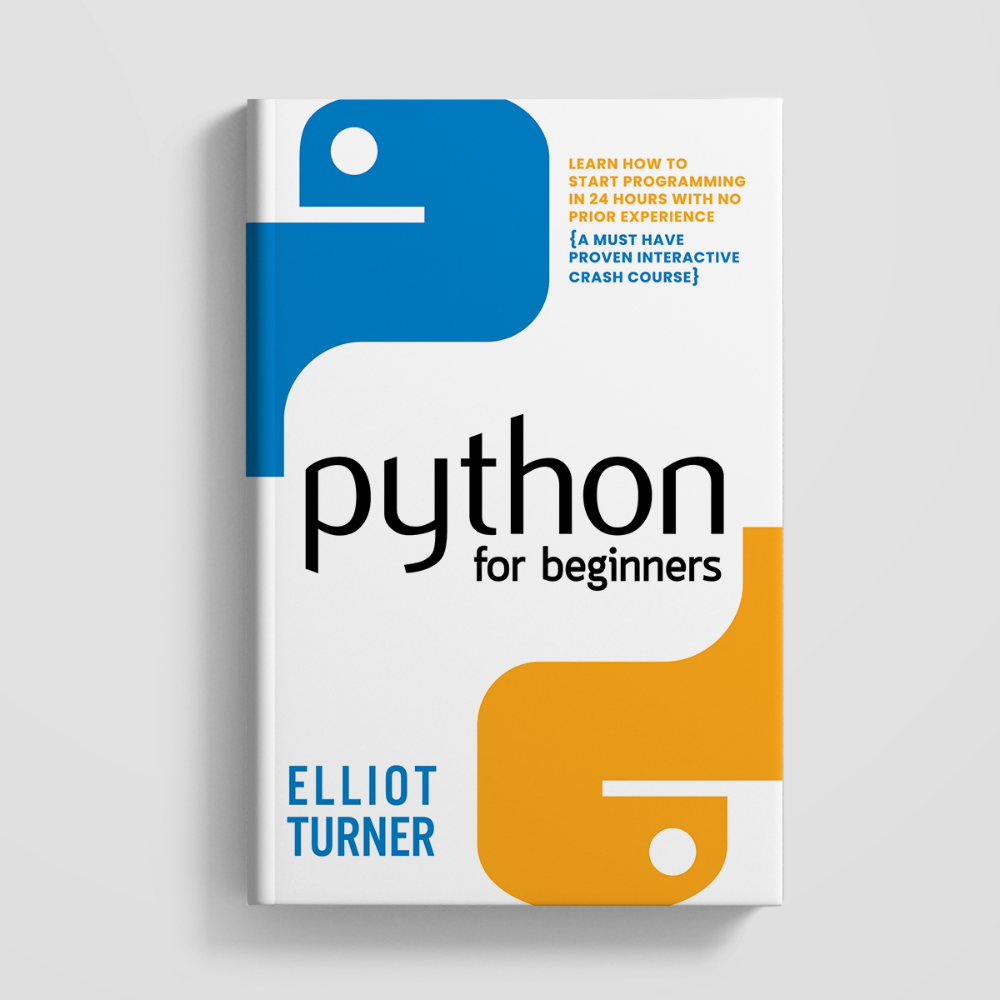 LEARN HOW TO
START PROGRAMMING
IN 24 HOURS WITH NO
PRIOR EXPERIENCE
{A MUST HAVE
PROVEN INTERACTIVE
CRASH COURSE}
python
for beginners
ELLIOT
TURNER